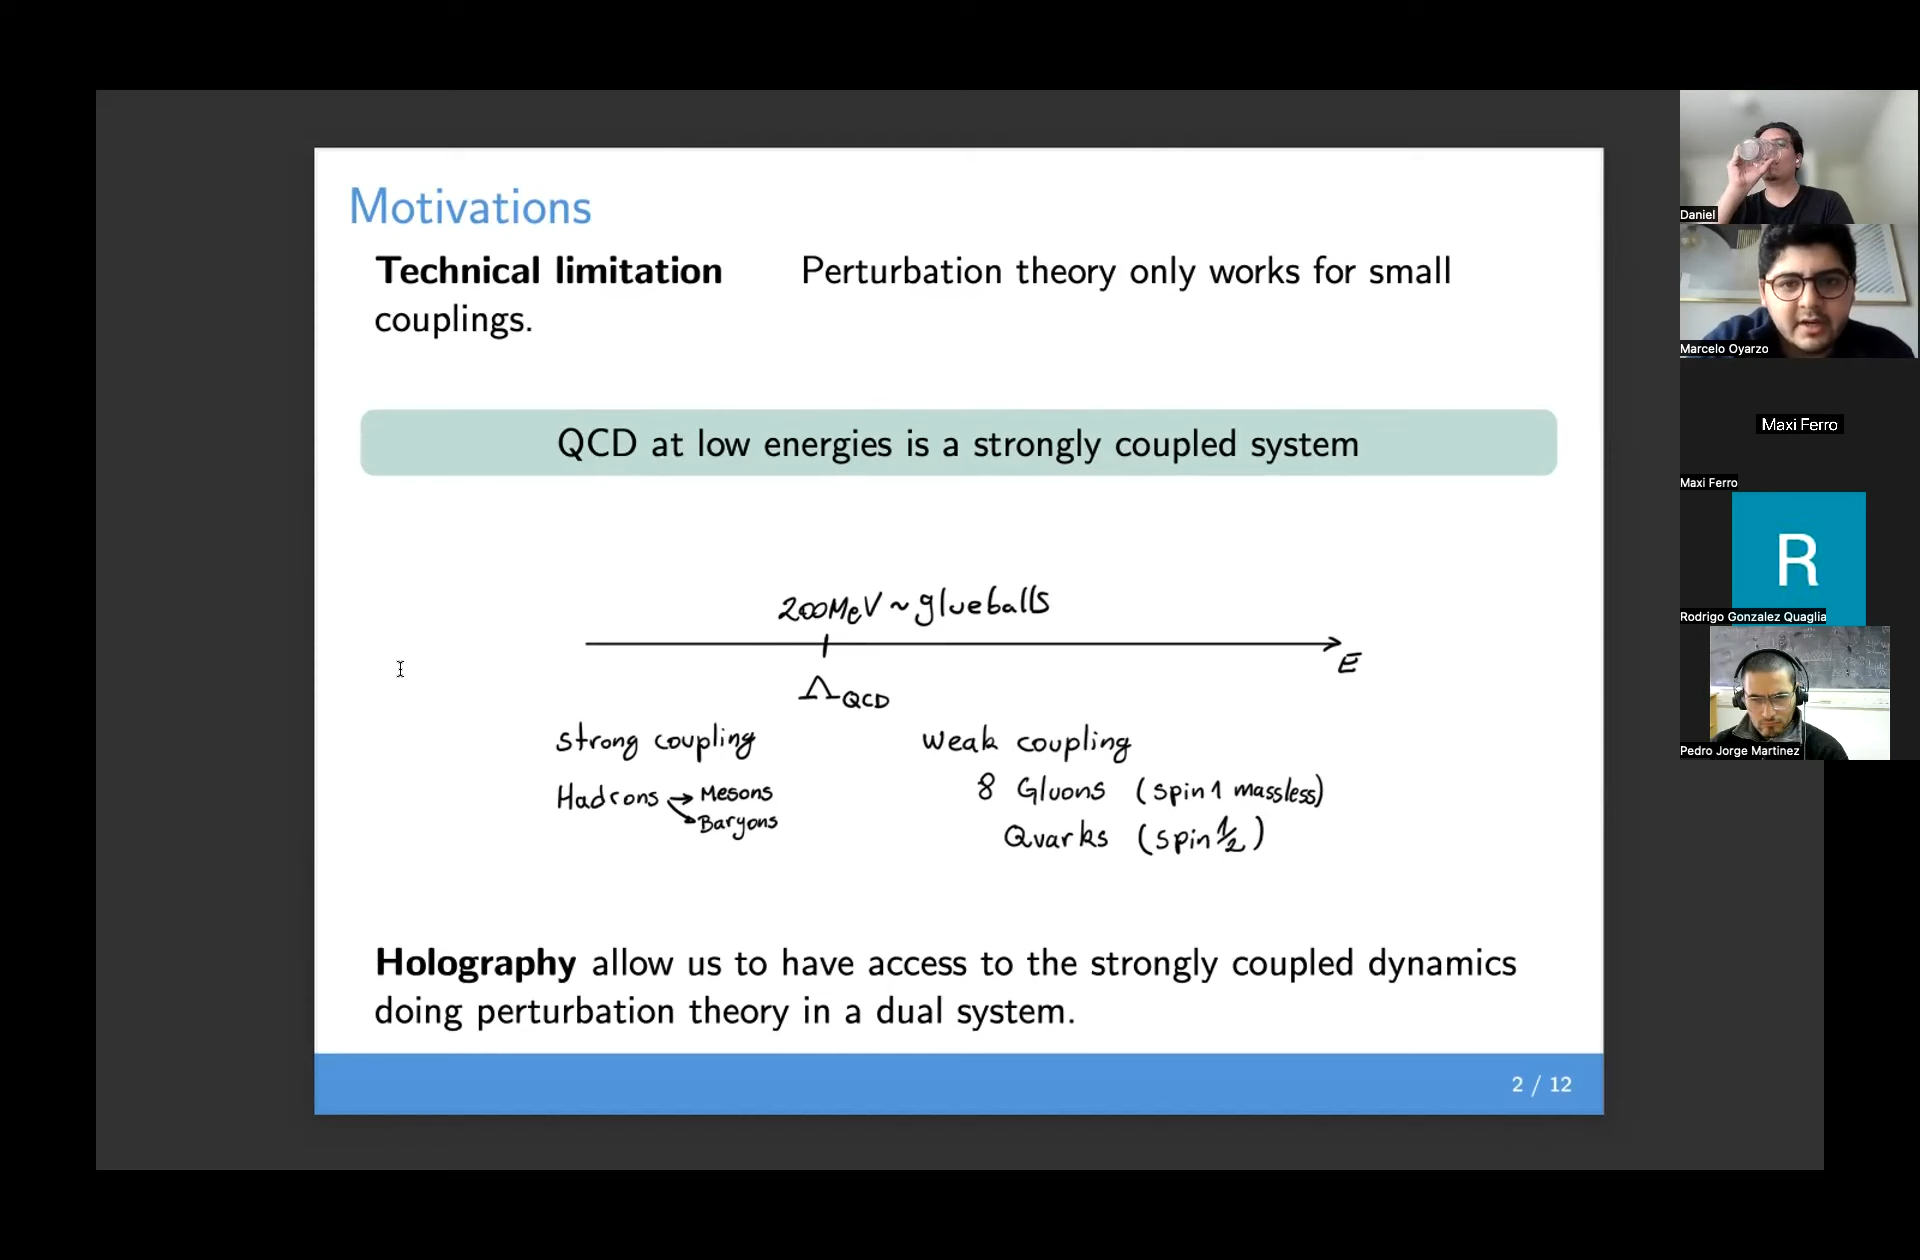 Motivations
Technical limitation Perturbation theory only works for small
couplings.
QCD at low energies is a strongly coupled system
200MeV ~ glueballs
E
Λ QCD
strong coupling
Hadrons → Mesons
Baryons
weak coupling
8 Gluons (spin 1 massless)
Quarks (spin 1/2)
Holography allow us to have access to the strongly coupled dynamics
doing perturbation theory in a dual system.
2 / 12
Daniel
Marcelo Oyarzo
Maxi Ferro
Maxi Ferro
R
Rodrigo Gonzalez Quaglia
Pedro Jorge Martinez